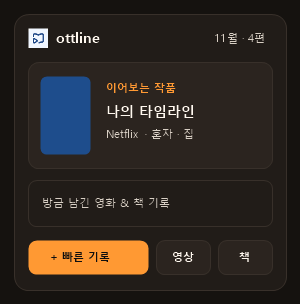 ottline
11월 · 4편
이어보는 작품
나의 타임라인
Netflix · 혼자 · 집
방금 남긴 영화 & 책 기록
+ 빠른 기록
영상
책